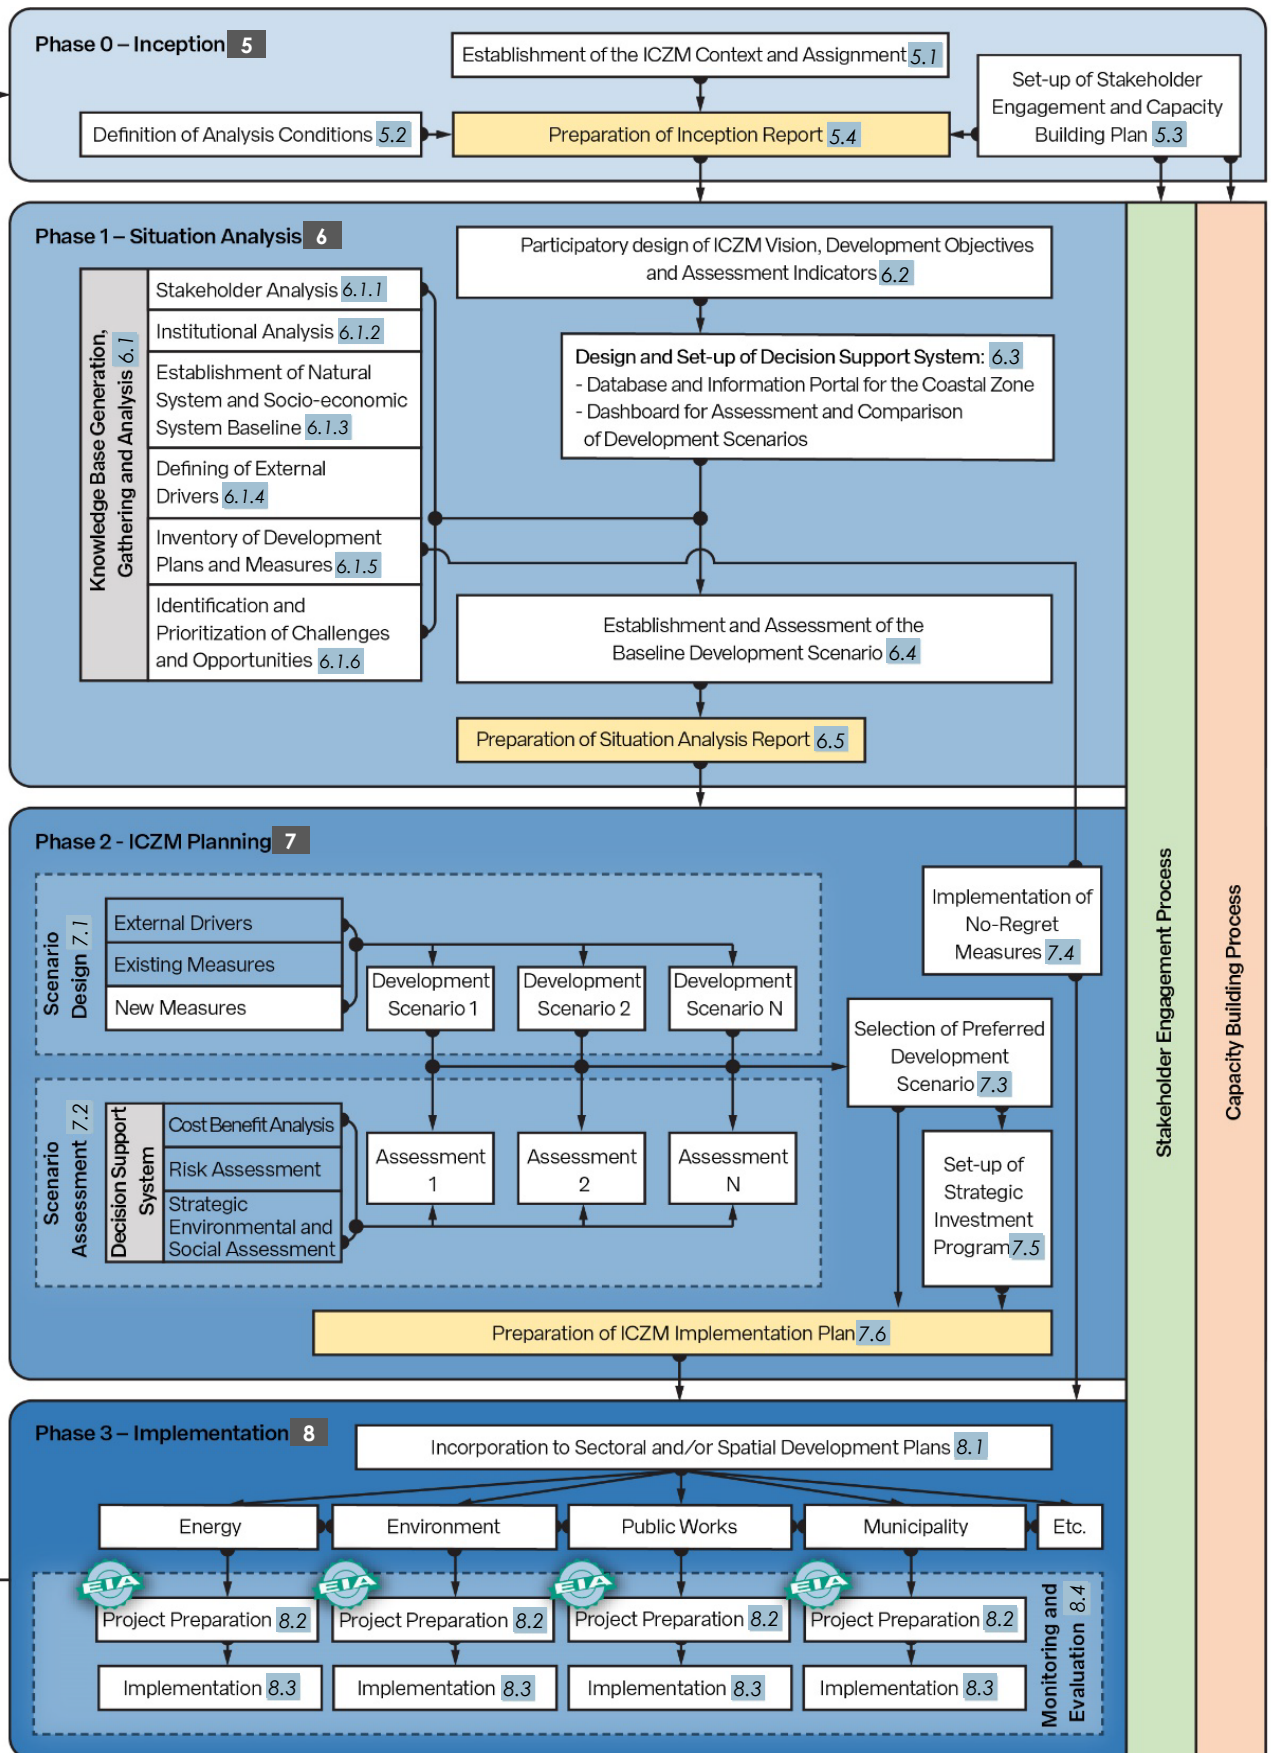 Phase 0 – Inception 5
Establishment of the ICZM Context and Assignment 5.1
Set-up of Stakeholder
Engagement and Capacity
Building Plan 5.3
Definition of Analysis Conditions 5.2
Preparation of Inception Report 5.4
Phase 1 – Situation Analysis 6
Participatory design of ICZM Vision, Development Objectives
and Assessment Indicators 6.2
Knowledge Base Generation,
Gathering and Analysis 6.1
Stakeholder Analysis 6.1.1
Institutional Analysis 6.1.2
Establishment of Natural
System and Socio-economic
System Baseline 6.1.3
Defining of External
Drivers 6.1.4
Inventory of Development
Plans and Measures 6.1.5
Identification and
Prioritization of Challenges
and Opportunities 6.1.6
Design and Set-up of Decision Support System: 6.3
- Database and Information Portal for the Coastal Zone
- Dashboard for Assessment and Comparison
of Development Scenarios
Establishment and Assessment of the
Baseline Development Scenario 6.4
Preparation of Situation Analysis Report 6.5
Stakeholder Engagement Process
Capacity Building Process
Phase 2 - ICZM Planning 7
Scenario
Design 7.1
External Drivers
Existing Measures
New Measures
Development
Scenario 1
Development
Scenario 2
Development
Scenario N
Implementation of
No-Regret
Measures 7.4
Selection of Preferred
Development
Scenario 7.3
Scenario
Assessment 7.2
Decision Support
System
Cost Benefit Analysis
Risk Assessment
Strategic
Environmental and
Social Assessment
Assessment
1
Assessment
2
Assessment
N
Set-up of
Strategic
Investment
Program 7.5
Preparation of ICZM Implementation Plan 7.6
Phase 3 – Implementation 8
Incorporation to Sectoral and/or Spatial Development Plans 8.1
Energy
Environment
Public Works
Municipality
Etc.
EIA
EIA
EIA
EIA
Project Preparation 8.2
Project Preparation 8.2
Project Preparation 8.2
Project Preparation 8.2
Implementation 8.3
Implementation 8.3
Implementation 8.3
Implementation 8.3
Monitoring and
Evaluation 8.4